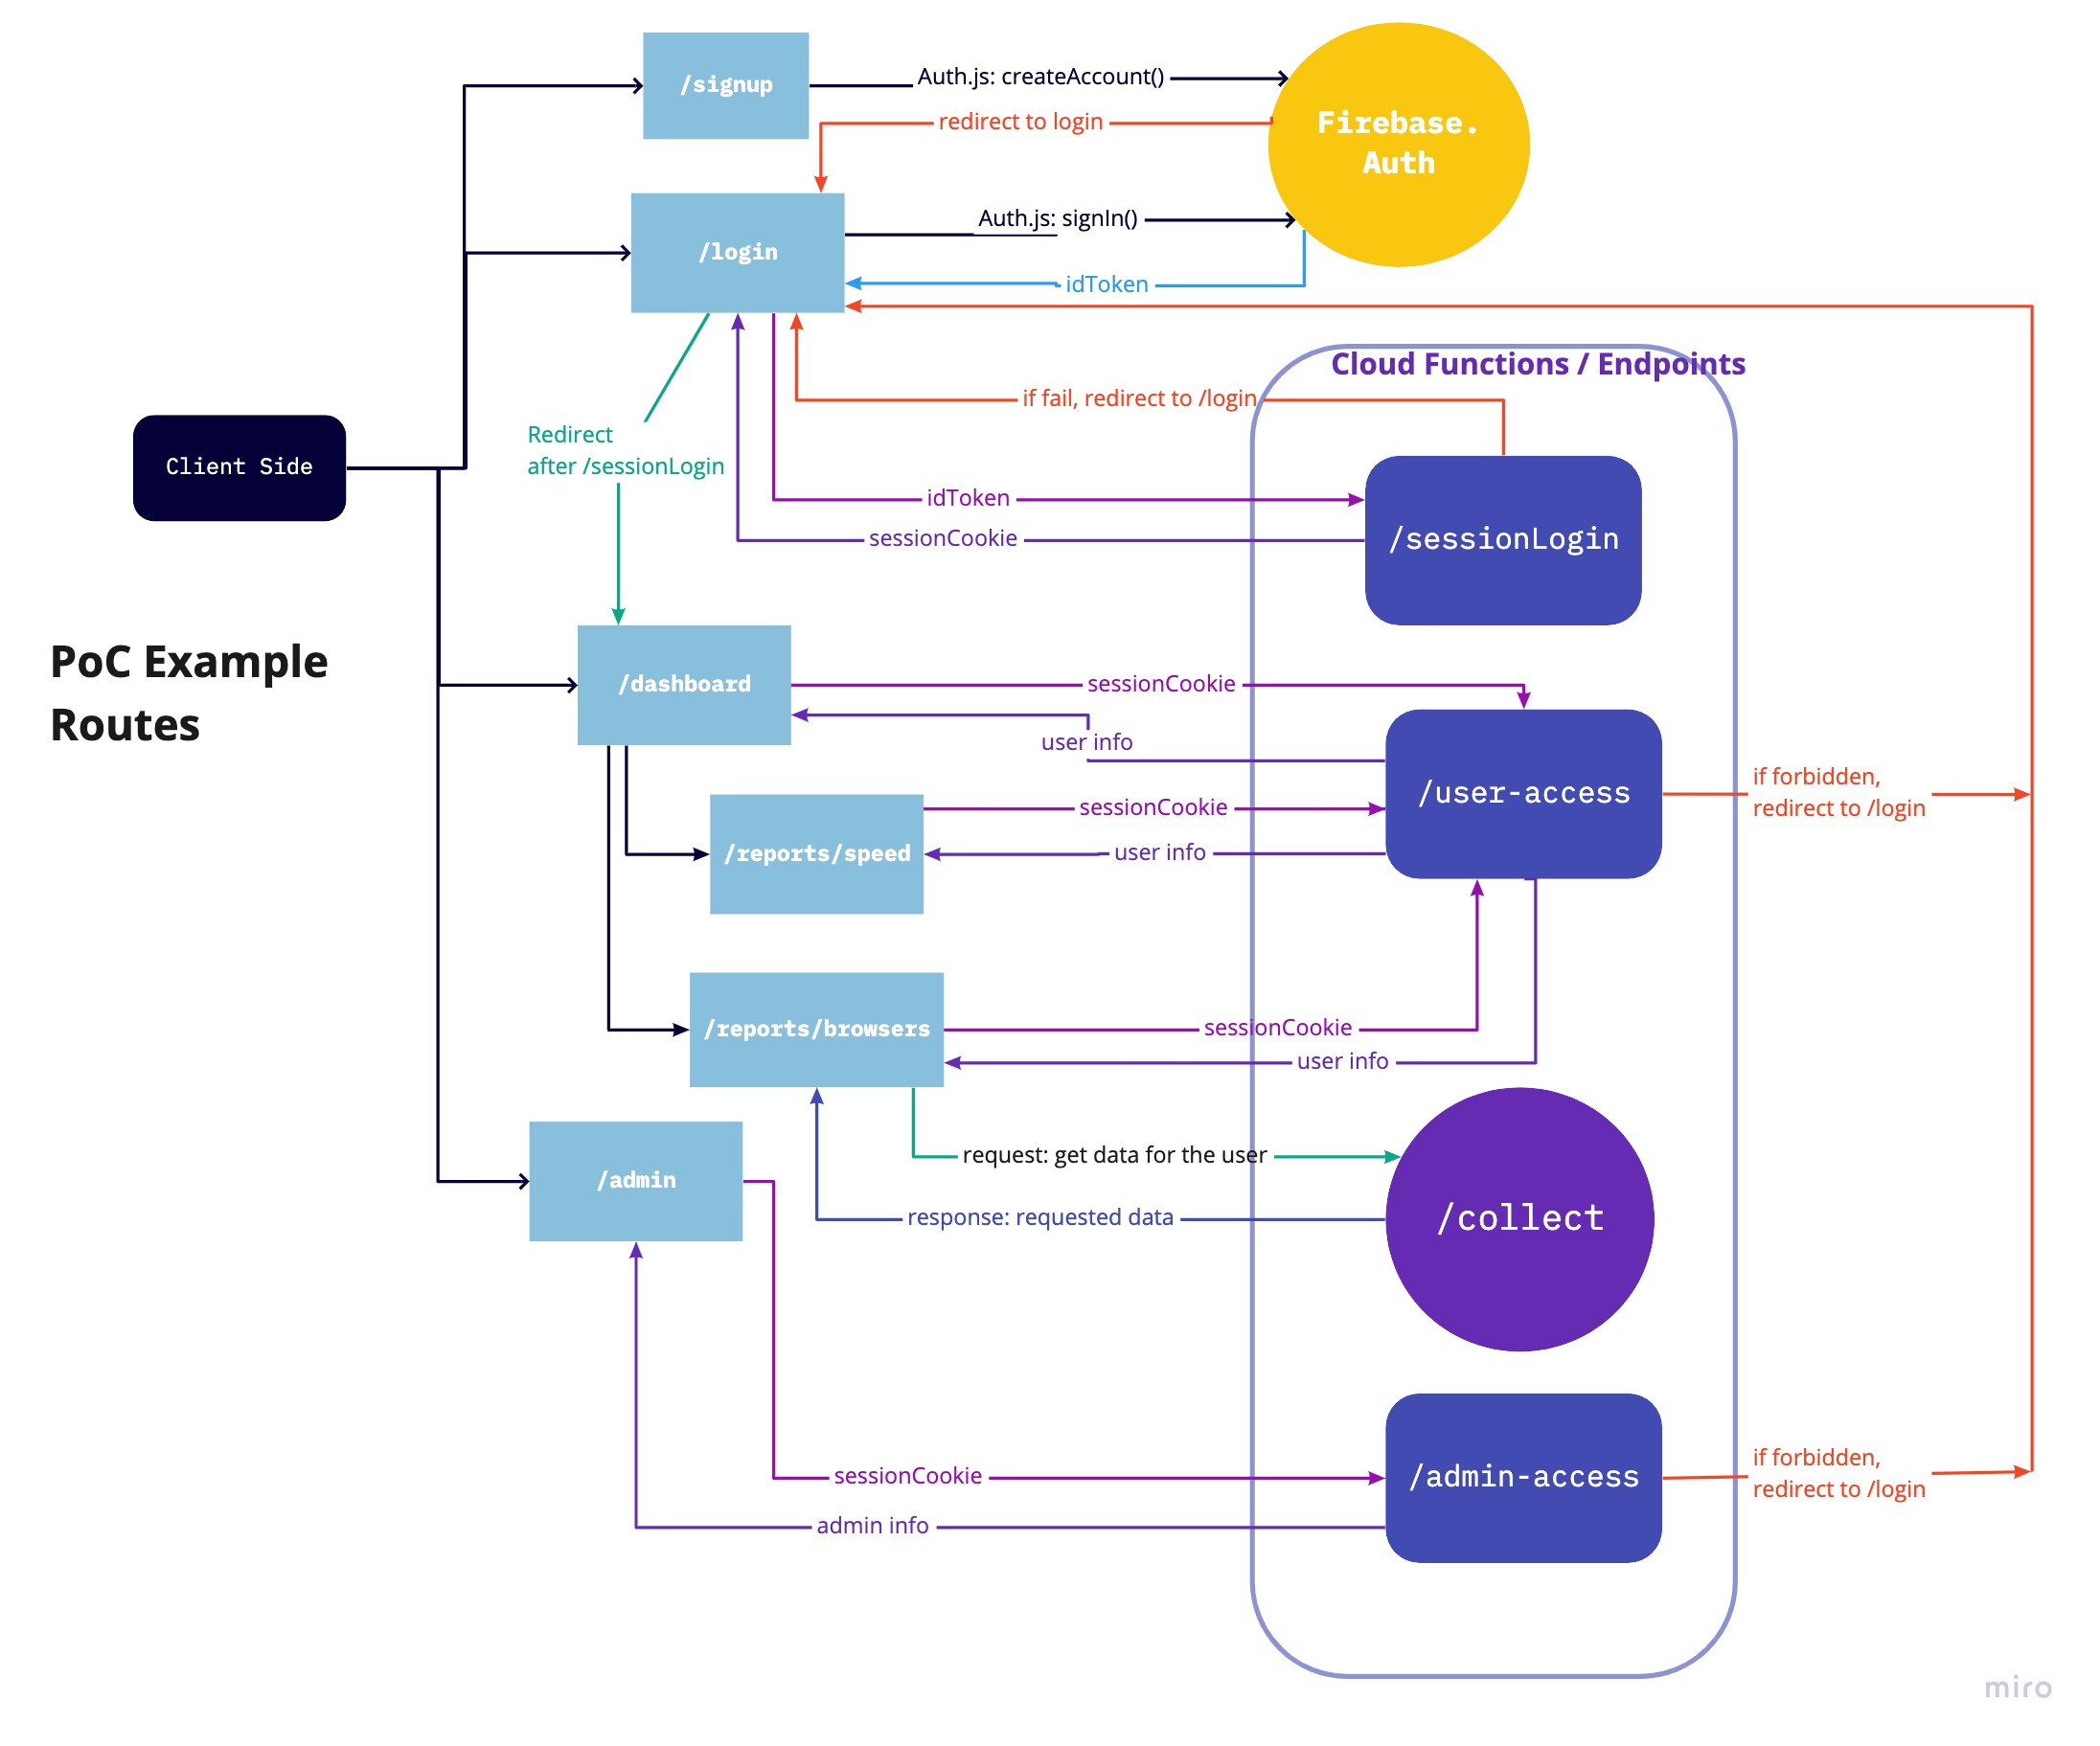 /signup
Auth.js: createAccount()
redirect to login
Firebase.
Auth
/login
Auth.js: signIn()
idToken
Cloud Functions / Endpoints
if fail, redirect to /login
Redirect
after /sessionLogin
Client Side
idToken
sessionCookie
/sessionLogin
PoC Example
Routes
/dashboard
sessionCookie
user info
/user-access
if forbidden,
redirect to /login
/reports/speed
sessionCookie
user info
/reports/browsers
sessionCookie
user info
request: get data for the user
/admin
response: requested data
/collect
sessionCookie
admin info
/admin-access
if forbidden,
redirect to /login
miro